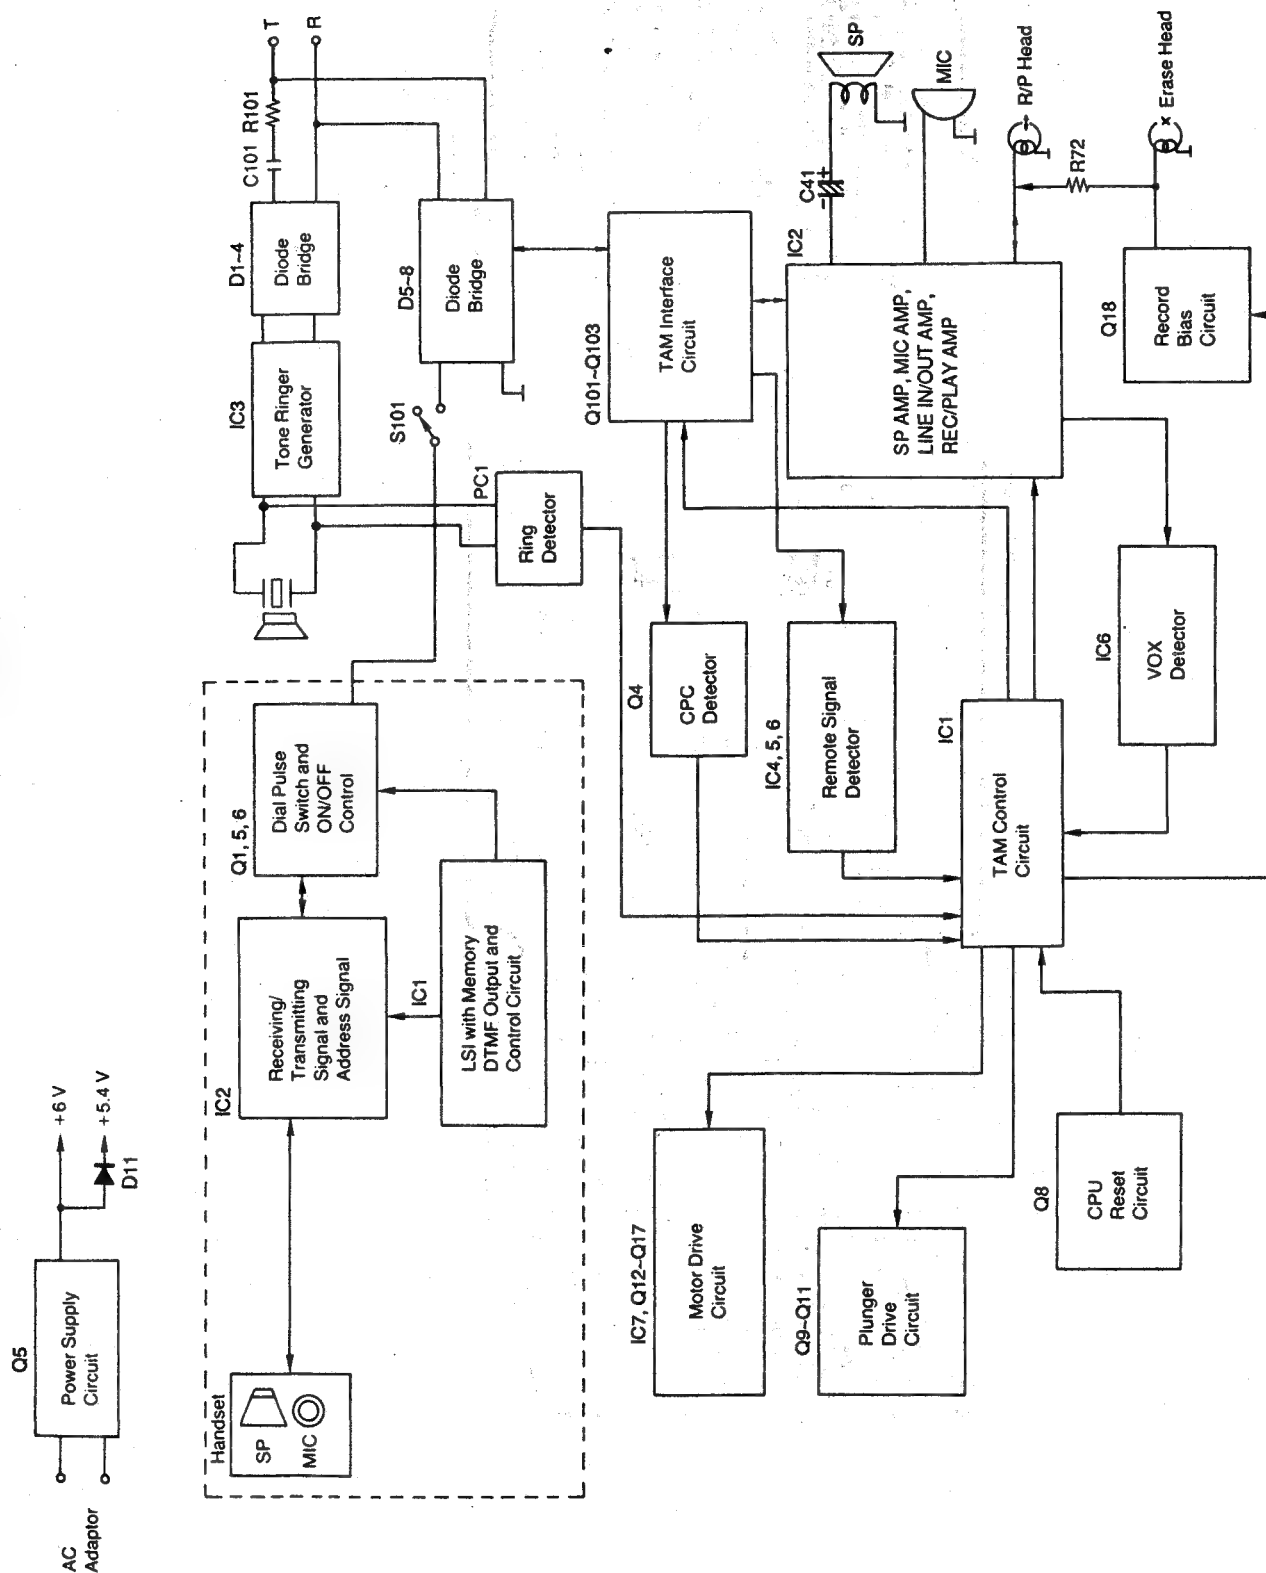 AC
Adaptor
Q5
Power Supply
Circuit
+6 V
+5.4 V
D11
Handset
SP
MIC
IC2
Receiving/
Transmitting
Signal and
Address Signal
Q1, 5, 6
Dial Pulse
Switch and
ON/OFF
Control
IC1
LSI with Memory
DTMF Output and
Control Circuit
IC3
Tone Ringer
Generator
D1~4
Diode
Bridge
C101
R101
T
R
S101
D5~8
Diode
Bridge
PC1
Ring
Detector
Q101~Q103
TAM Interface
Circuit
Q4
CPC
Detector
IC4, 5, 6
Remote Signal
Detector
IC2
SP AMP, MIC AMP,
LINE IN/OUT AMP,
REC/PLAY AMP
C41
- +
SP
MIC
R/P Head
R72
× Erase Head
Q18
Record
Bias
Circuit
IC6
VOX
Detector
IC1
TAM Control
Circuit
IC7, Q12~Q17
Motor Drive
Circuit
Q9~Q11
Plunger
Drive
Circuit
Q8
CPU
Reset
Circuit